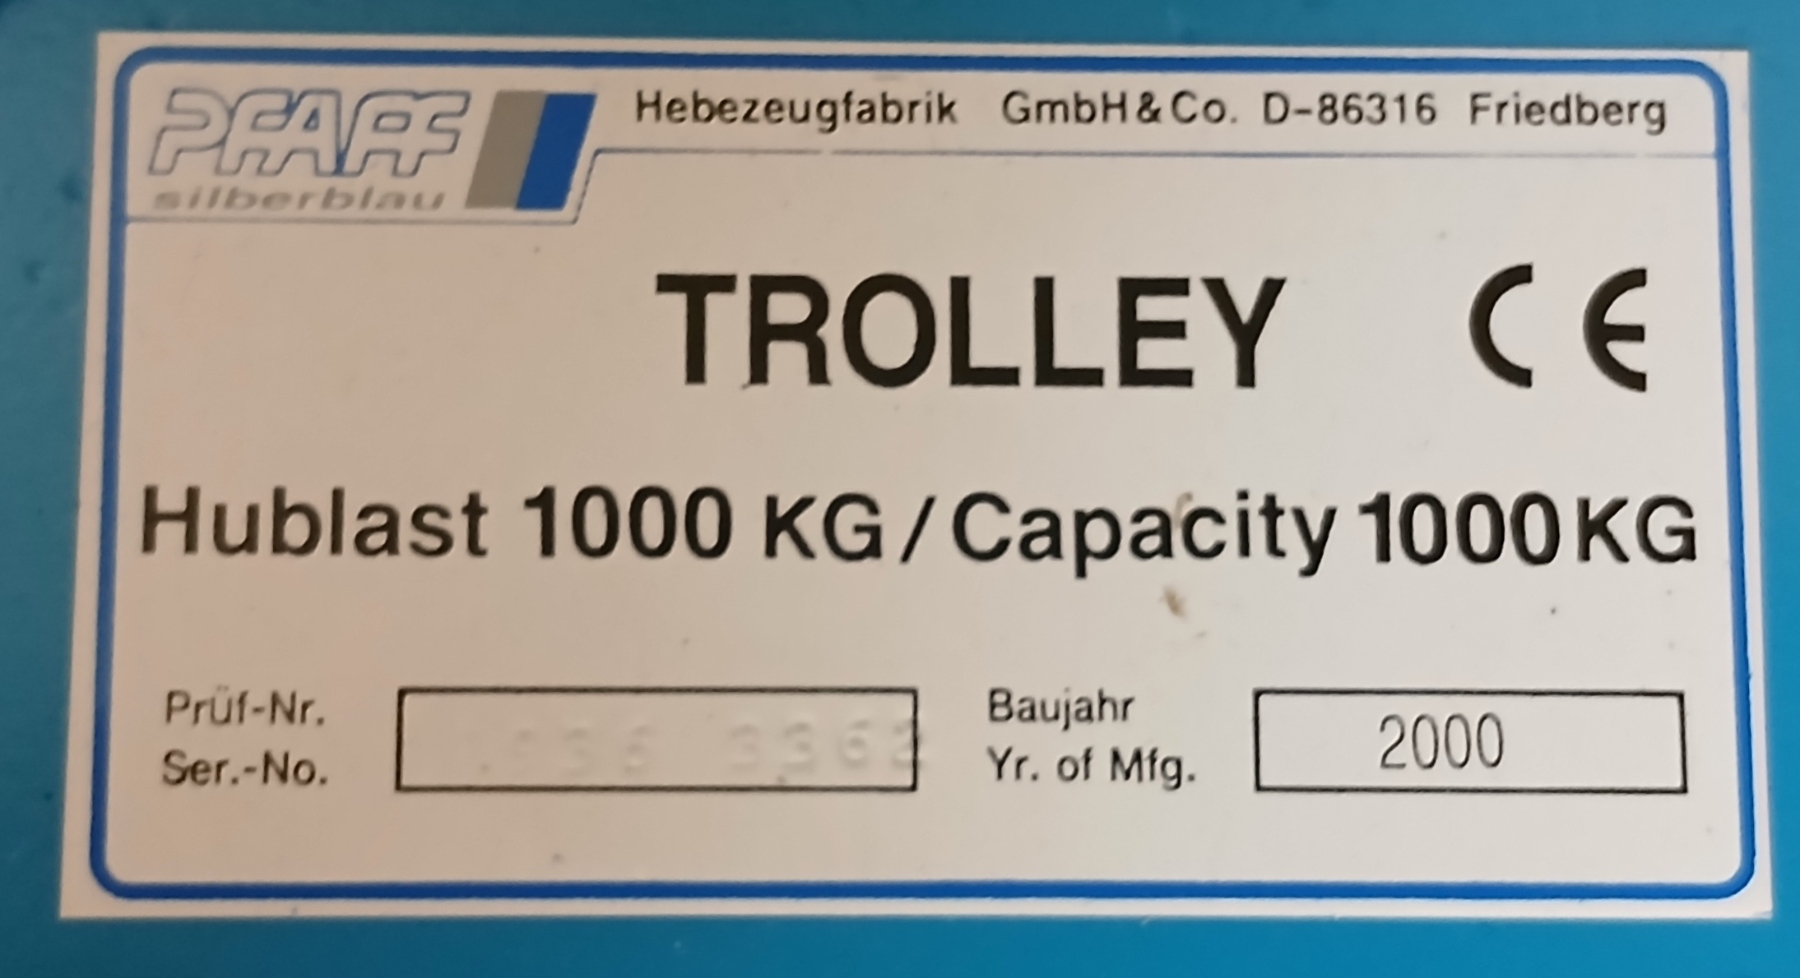 PFAFF
silberblau
Hebezeugfabrik GmbH & Co. D-86316 Friedberg
TROLLEY CE
Hublast 1000 KG / Capacity 1000 KG
Prüf-Nr.
Ser.-No.
Baujahr
Yr. of Mfg.
2000